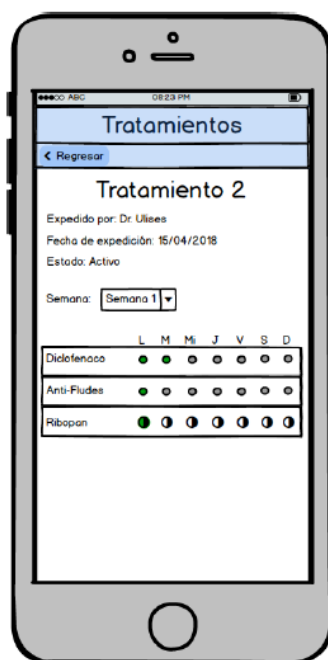 ABC 08:23 PM
Tratamientos
< Regresar
Tratamiento 2
Expedido por: Dr. Ulises
Fecha de expedición: 15/04/2018
Estado: Activo
Semana: Semana 1
L M Mi J V S D
Diclofenaco
Anti-Fludes
Ribopan